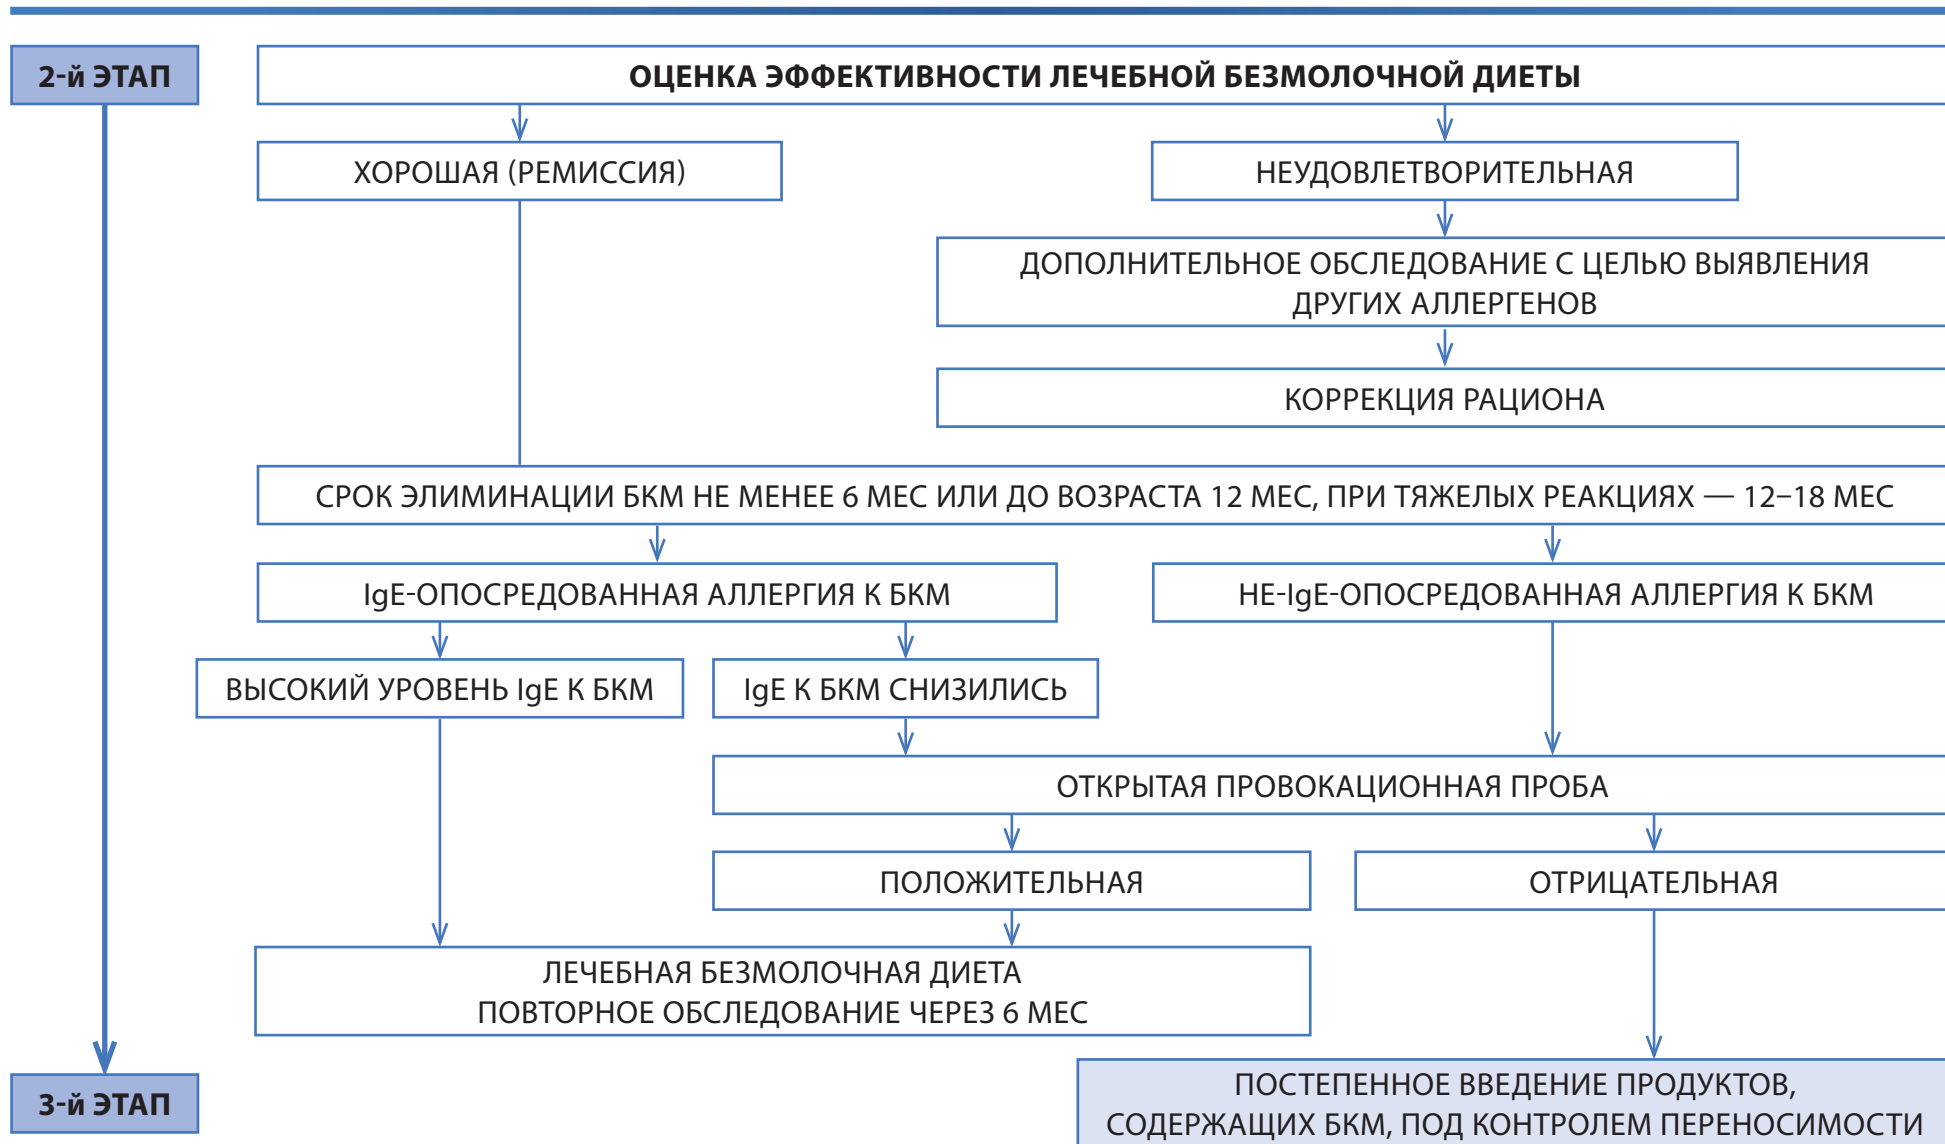 2-й ЭТАП
ОЦЕНКА ЭФФЕКТИВНОСТИ ЛЕЧЕБНОЙ БЕЗМОЛОЧНОЙ ДИЕТЫ
ХОРОШАЯ (РЕМИССИЯ)
НЕУДОВЛЕТВОРИТЕЛЬНАЯ
ДОПОЛНИТЕЛЬНОЕ ОБСЛЕДОВАНИЕ С ЦЕЛЬЮ ВЫЯВЛЕНИЯ
ДРУГИХ АЛЛЕРГЕНОВ
КОРРЕКЦИЯ РАЦИОНА
СРОК ЭЛИМИНАЦИИ БКМ НЕ МЕНЕЕ 6 МЕС ИЛИ ДО ВОЗРАСТА 12 МЕС, ПРИ ТЯЖЕЛЫХ РЕАКЦИЯХ — 12–18 МЕС
IgE-ОПОСРЕДОВАННАЯ АЛЛЕРГИЯ К БКМ
НЕ-IgE-ОПОСРЕДОВАННАЯ АЛЛЕРГИЯ К БКМ
ВЫСОКИЙ УРОВЕНЬ IgE К БКМ
IgE К БКМ СНИЗИЛИСЬ
ОТКРЫТАЯ ПРОВОКАЦИОННАЯ ПРОБА
ПОЛОЖИТЕЛЬНАЯ
ОТРИЦАТЕЛЬНАЯ
ЛЕЧЕБНАЯ БЕЗМОЛОЧНАЯ ДИЕТА
ПОВТОРНОЕ ОБСЛЕДОВАНИЕ ЧЕРЕЗ 6 МЕС
3-й ЭТАП
ПОСТЕПЕННОЕ ВВЕДЕНИЕ ПРОДУКТОВ,
СОДЕРЖАЩИХ БКМ, ПОД КОНТРОЛЕМ ПЕРЕНОСИМОСТИ